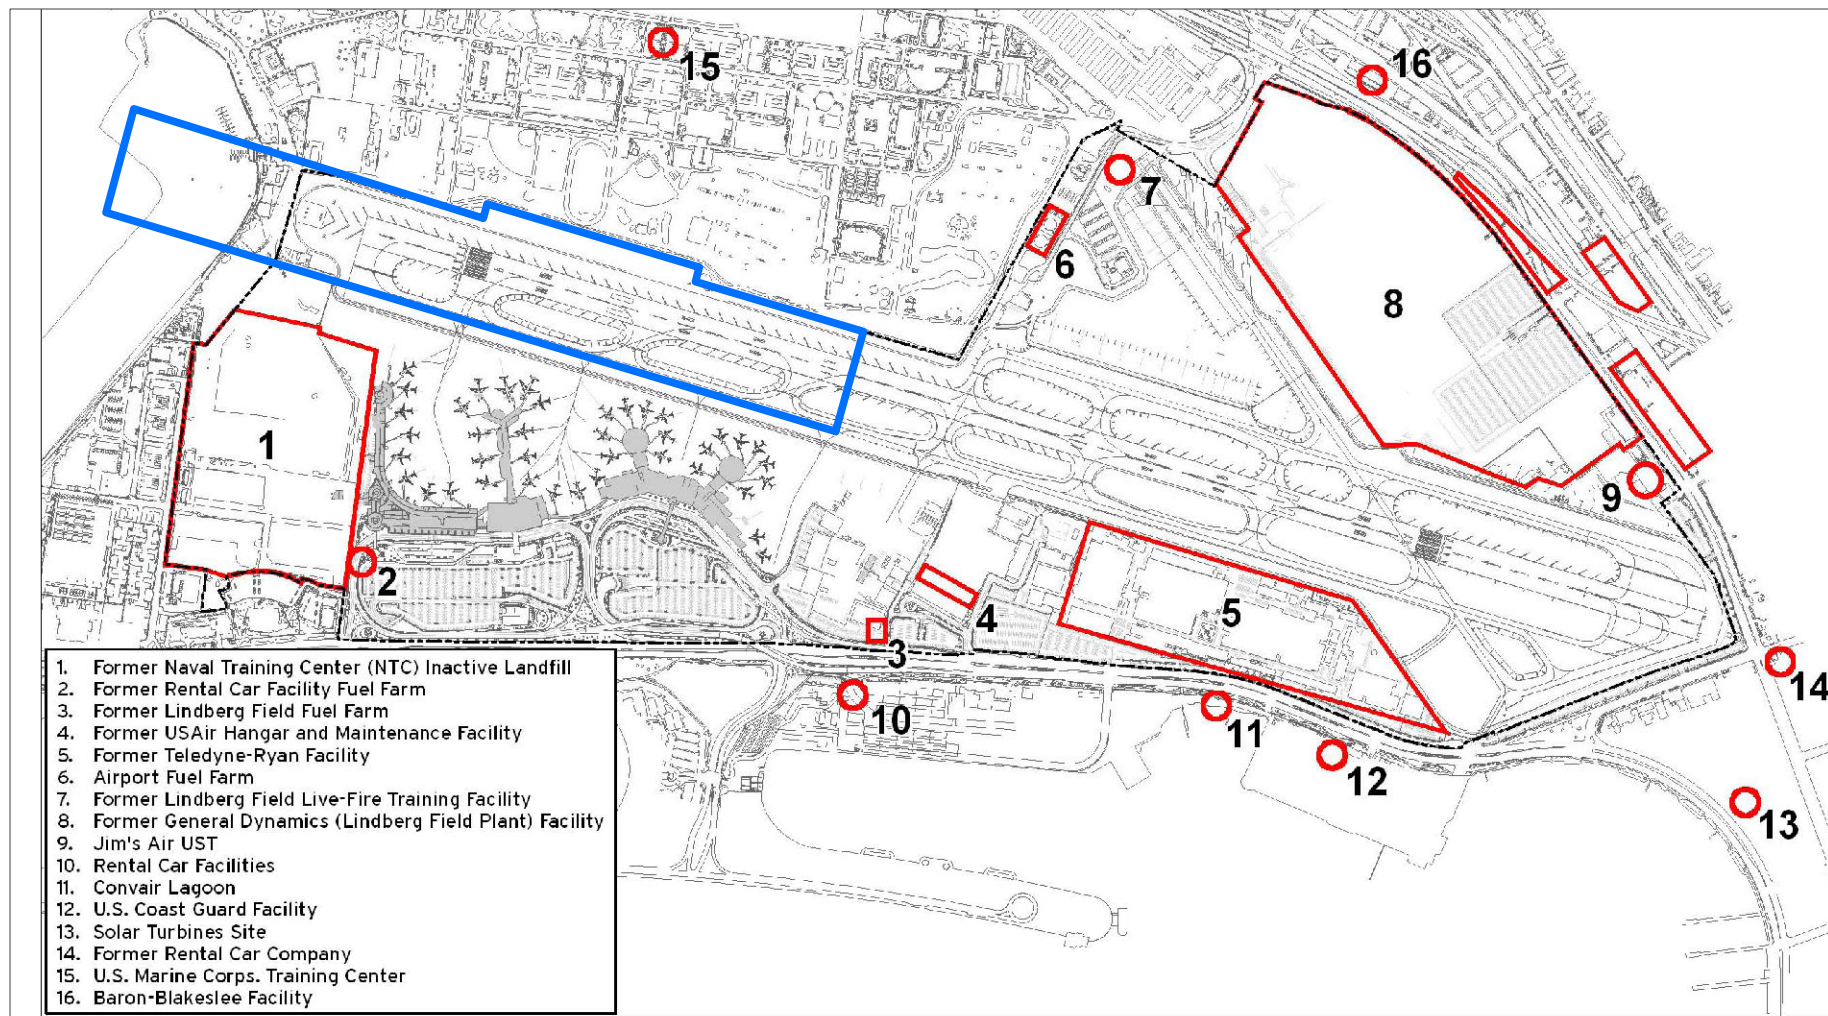 15
16
7
6
8
1
9
2
4
5
3
14
10
11
12
13
1. Former Naval Training Center (NTC) Inactive Landfill
2. Former Rental Car Facility Fuel Farm
3. Former Lindberg Field Fuel Farm
4. Former USAir Hangar and Maintenance Facility
5. Former Teledyne-Ryan Facility
6. Airport Fuel Farm
7. Former Lindberg Field Live-Fire Training Facility
8. Former General Dynamics (Lindberg Field Plant) Facility
9. Jim's Air UST
10. Rental Car Facilities
11. Convair Lagoon
12. U.S. Coast Guard Facility
13. Solar Turbines Site
14. Former Rental Car Company
15. U.S. Marine Corps. Training Center
16. Baron-Blakeslee Facility